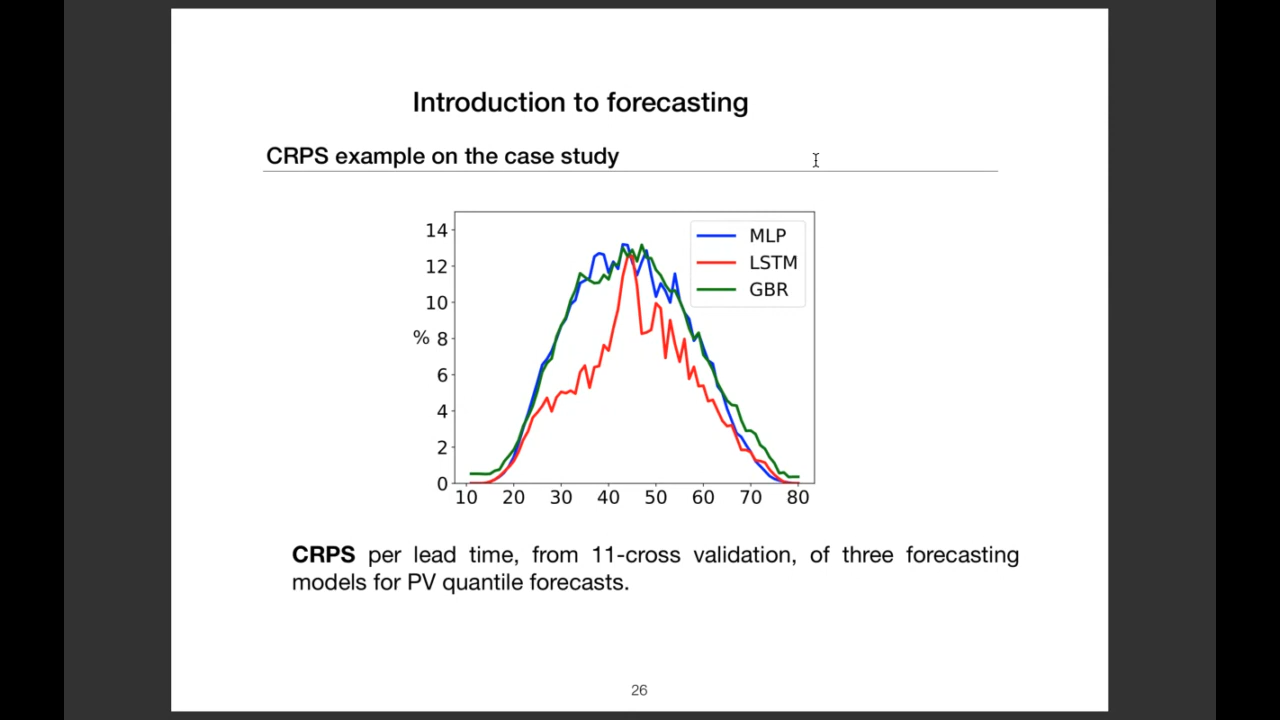 Introduction to forecasting
CRPS example on the case study
14
12
10
% 8
6
4
2
0
10 20 30 40 50 60 70 80
MLP
LSTM
GBR
CRPS per lead time, from 11-cross validation, of three forecasting
models for PV quantile forecasts.
26